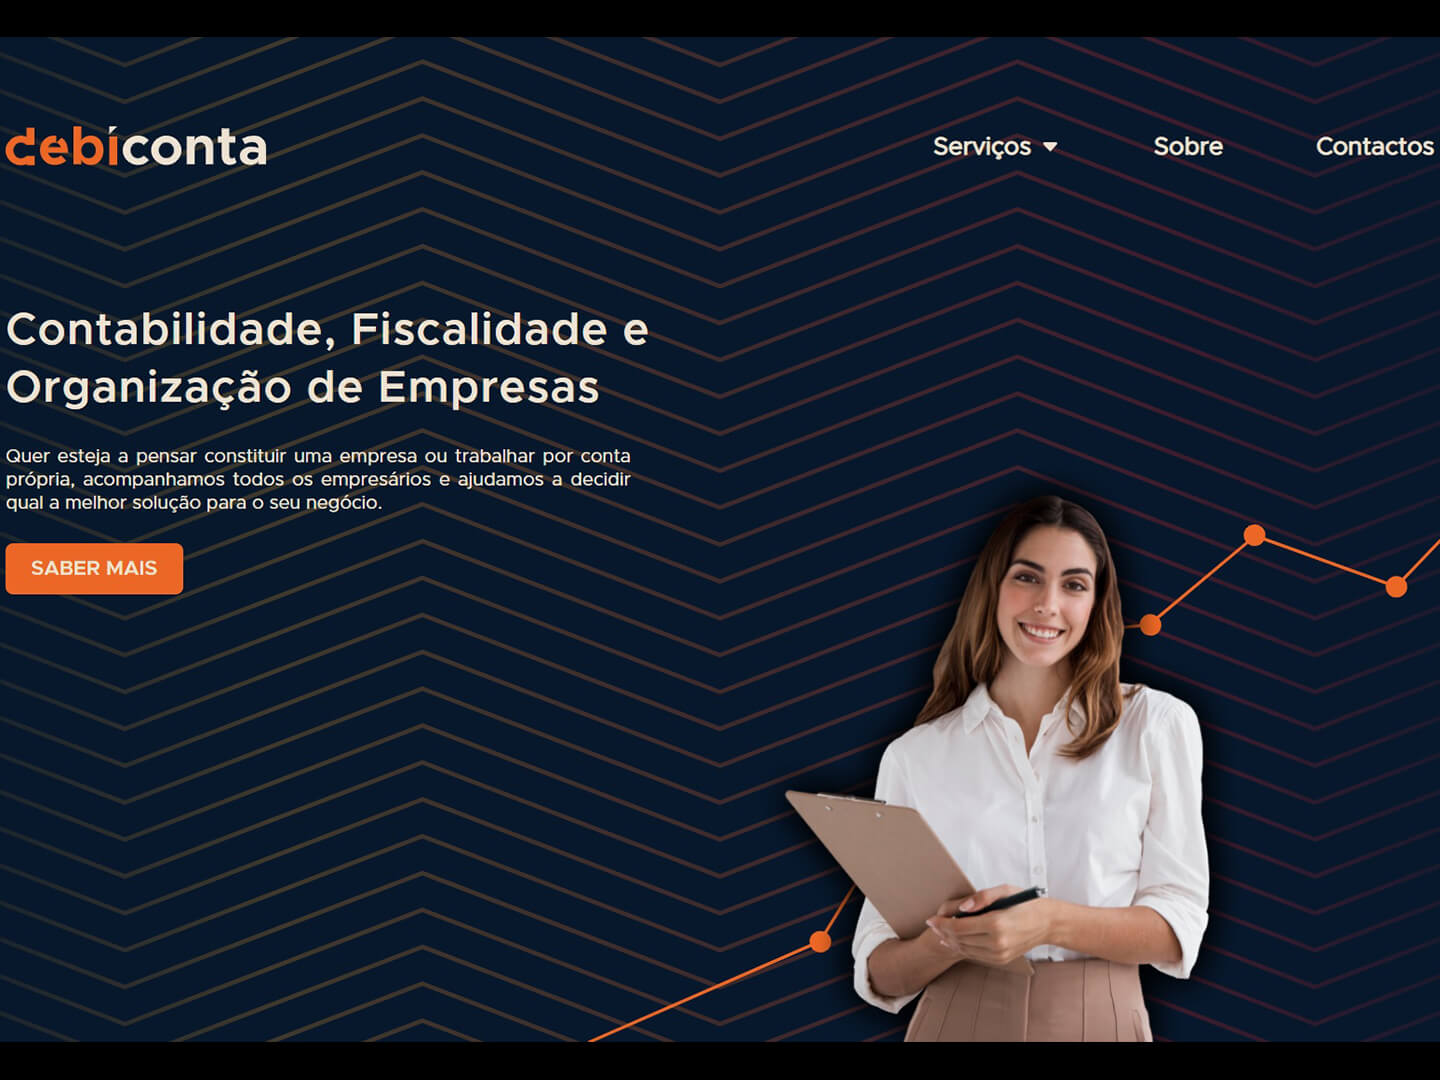 debiconta
Serviços
Sobre
Contactos
Contabilidade, Fiscalidade e
Organização de Empresas
Quer esteja a pensar constituir uma empresa ou trabalhar por conta
própria, acompanhamos todos os empresários e ajudamos a decidir
qual a melhor solução para o seu negócio.
SABER MAIS